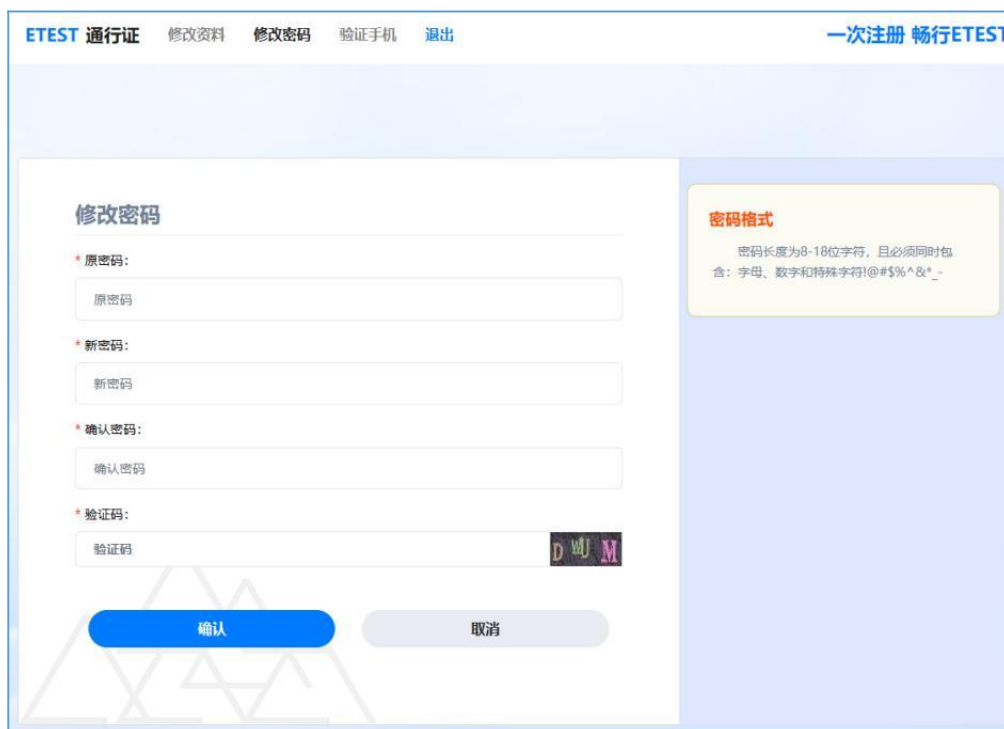 ETEST 通行证 修改资料 修改密码 验证手机 退出 一次注册 畅行ETEST
修改密码
* 原密码：
原密码
* 新密码：
新密码
* 确认密码：
确认密码
* 验证码：
验证码 D W U M
确认 取消
密码格式
密码长度为8-18位字符，且必须同时包
含：字母、数字和特殊字符!@#$%^&*_-